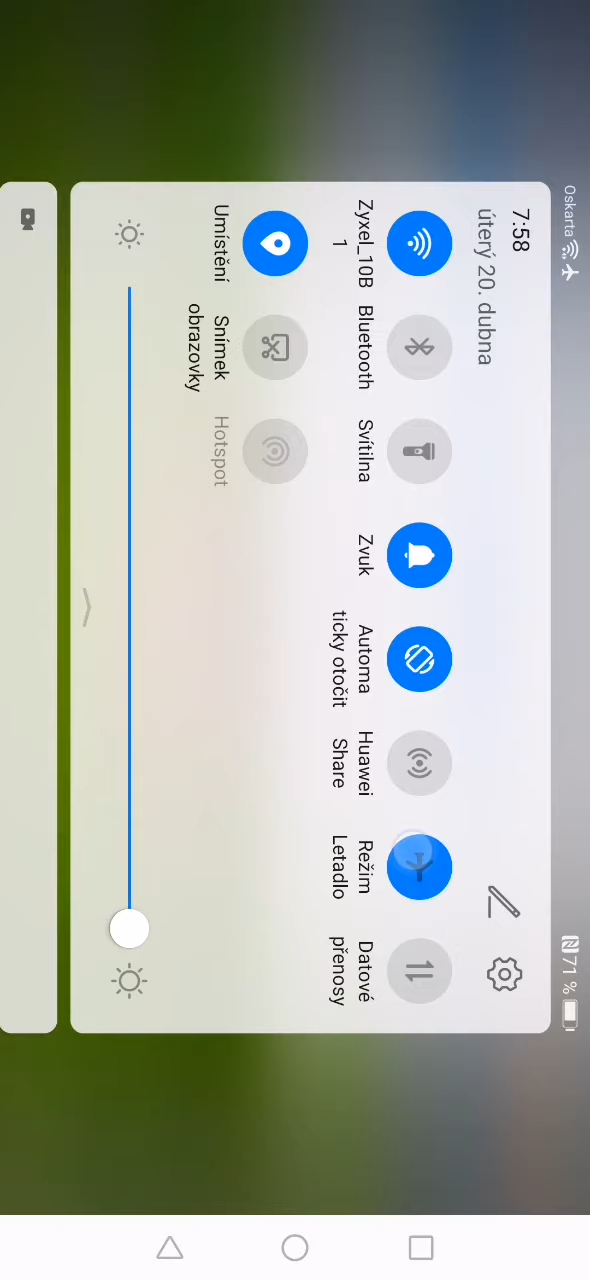 Oskarta
71 %
7:58
úterý 20. dubna
Zyxel_10B
1
Bluetooth
Svítilna
Zvuk
Automa
ticky otočit
Huawei
Share
Režim
Letadlo
Datové
přenosy
Umístění
Snímek
obrazovky
Hotspot